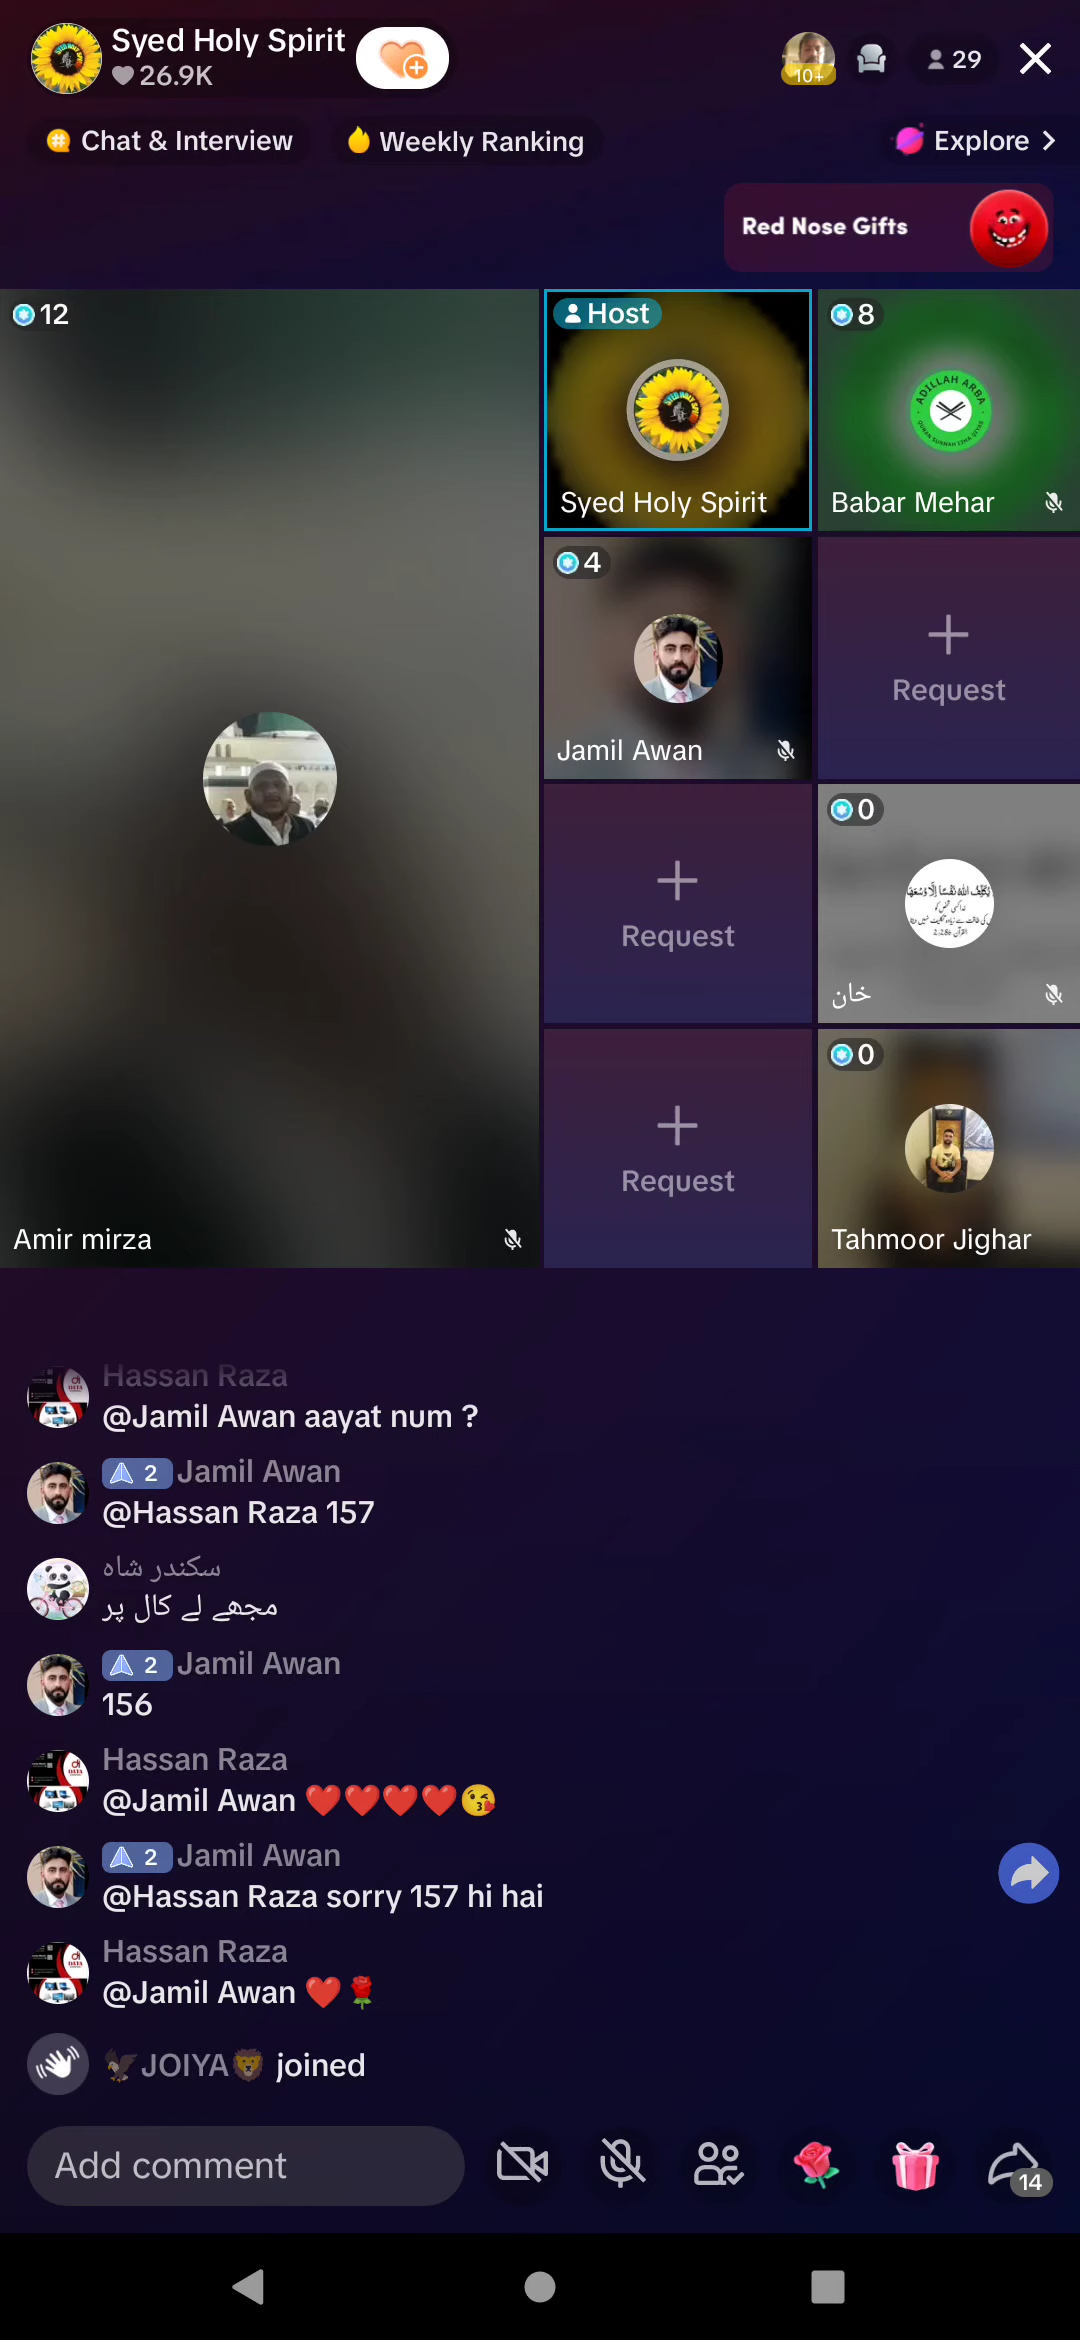 Syed Holy Spirit
26.9K
10+
29
Chat & Interview
Weekly Ranking
Explore
Red Nose Gifts
12
Host
8
ADILLAH ARBA
Syed Holy Spirit
Babar Mehar
4
Jamil Awan
Request
Request
0
خان
Request
0
Amir mirza
Tahmoor Jighar
Hassan Raza
@Jamil Awan aayat num ?
2 Jamil Awan
@Hassan Raza 157
سکندر شاہ
مجھے لے کال پر
2 Jamil Awan
156
Hassan Raza
@Jamil Awan ❤️❤️❤️❤️😘
2 Jamil Awan
@Hassan Raza sorry 157 hi hai
Hassan Raza
@Jamil Awan ❤️🌹
🦅JOIYA🦁 joined
Add comment
14